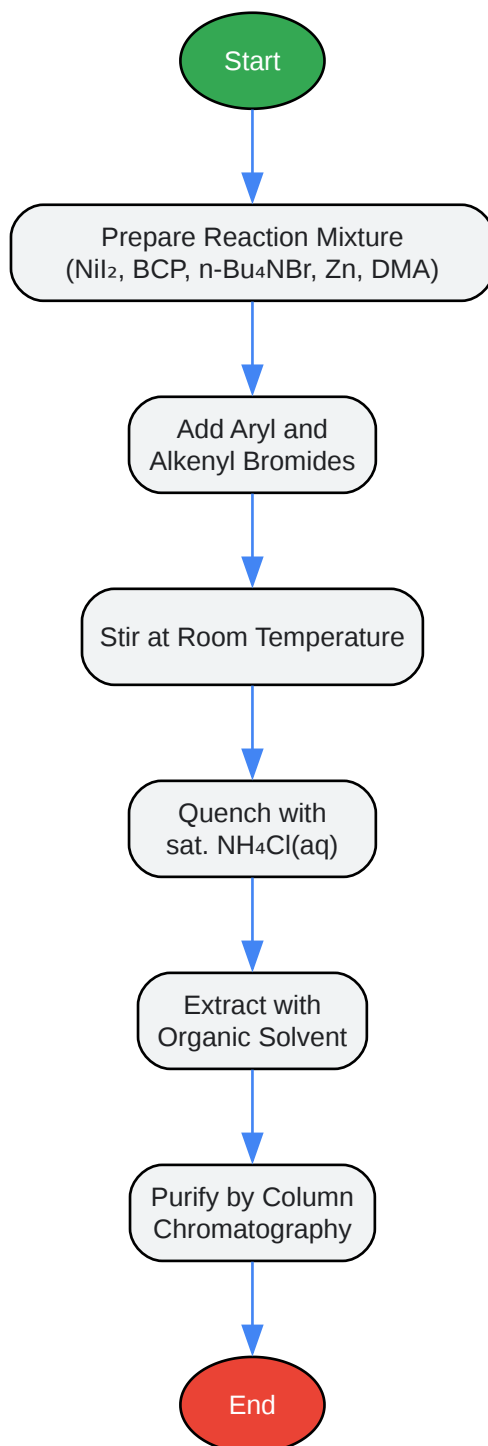 Start
Prepare Reaction Mixture
(NiI₂, BCP, n-Bu₄NBr, Zn, DMA)
Add Aryl and
Alkenyl Bromides
Stir at Room Temperature
Quench with
sat. NH₄Cl(aq)
Extract with
Organic Solvent
Purify by Column
Chromatography
End